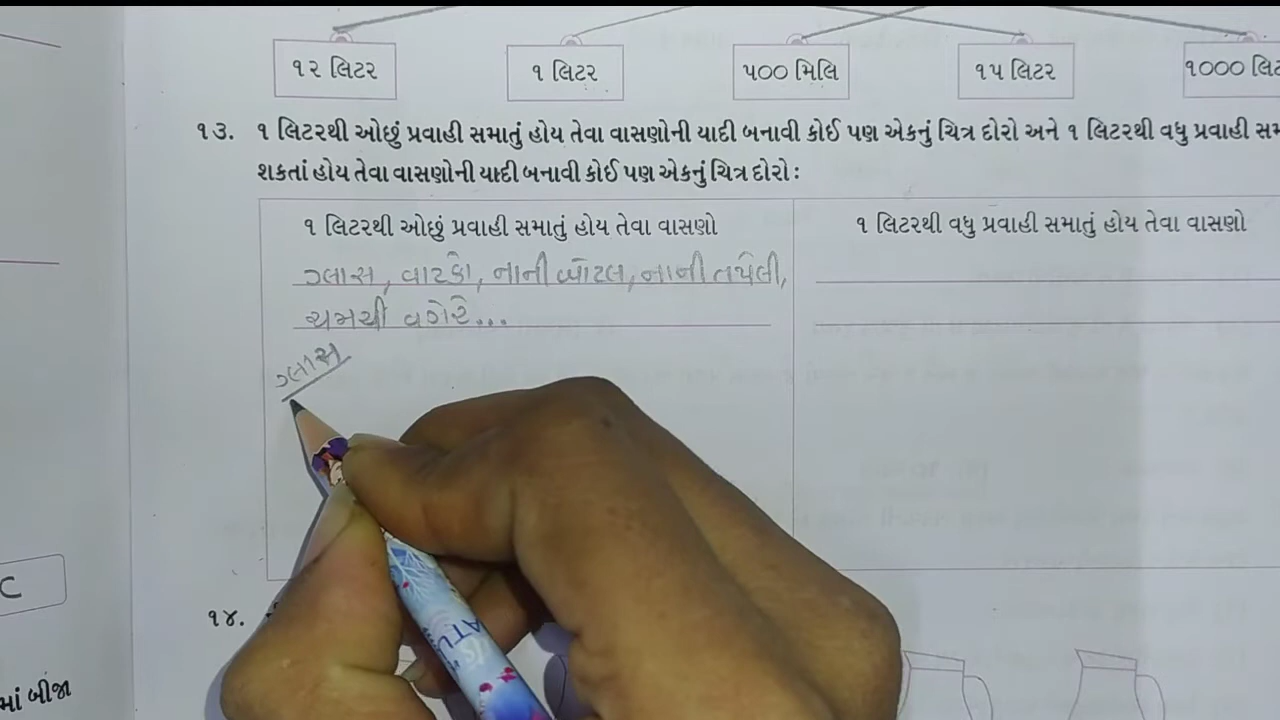 ૧૨ લિટર ૧ લિટર ૫૦૦ મિલિ ૧૫ લિટર ૧૦૦૦
૧૩. ૧ લિટરથી ઓછું પ્રવાહી સમાતું હોય તેવા વાસણોની યાદી બનાવી કોઈ પણ એકનું ચિત્ર દોરો અને ૧ લિટરથી વધુ પ્રવાહી
શકતાં હોય તેવા વાસણોની યાદી બનાવી કોઈ પણ એકનું ચિત્ર દોરો :
૧ લિટરથી ઓછું પ્રવાહી સમાતું હોય તેવા વાસણો
ગ્લાસ, વાટકો, નાની બોટલ, નાની તપેલી,
ચમચી વગેરે...
ગ્લાસ
૧ લિટરથી વધુ પ્રવાહી સમાતું હોય તેવા વાસણો
૧૪.
C
માં બીજા